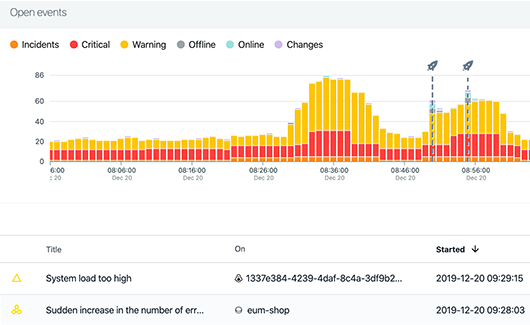 Open events
Incidents Critical Warning Offline Online Changes
86
60
40
20
0
6:00 08:06:00 08:16:00 08:26:00 08:36:00 08:46:00 08:56:00
: 20 Dec 20 Dec 20 Dec 20 Dec 20 Dec 20 Dec 20
Title On Started
System load too high 1337e384-4239-4daf-8c4a-3df9b2... 2019-12-20 09:29:15
Sudden increase in the number of err... eum-shop 2019-12-20 09:28:03